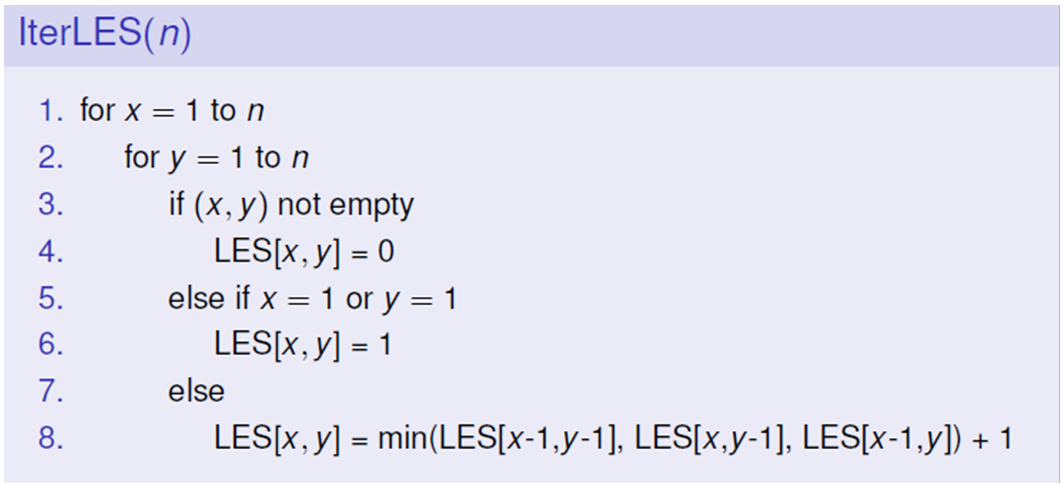 IterLES(n)
1. for x = 1 to n
2. for y = 1 to n
3. if (x, y) not empty
4. LES[x, y] = 0
5. else if x = 1 or y = 1
6. LES[x, y] = 1
7. else
8. LES[x, y] = min(LES[x-1,y-1], LES[x,y-1], LES[x-1,y]) + 1